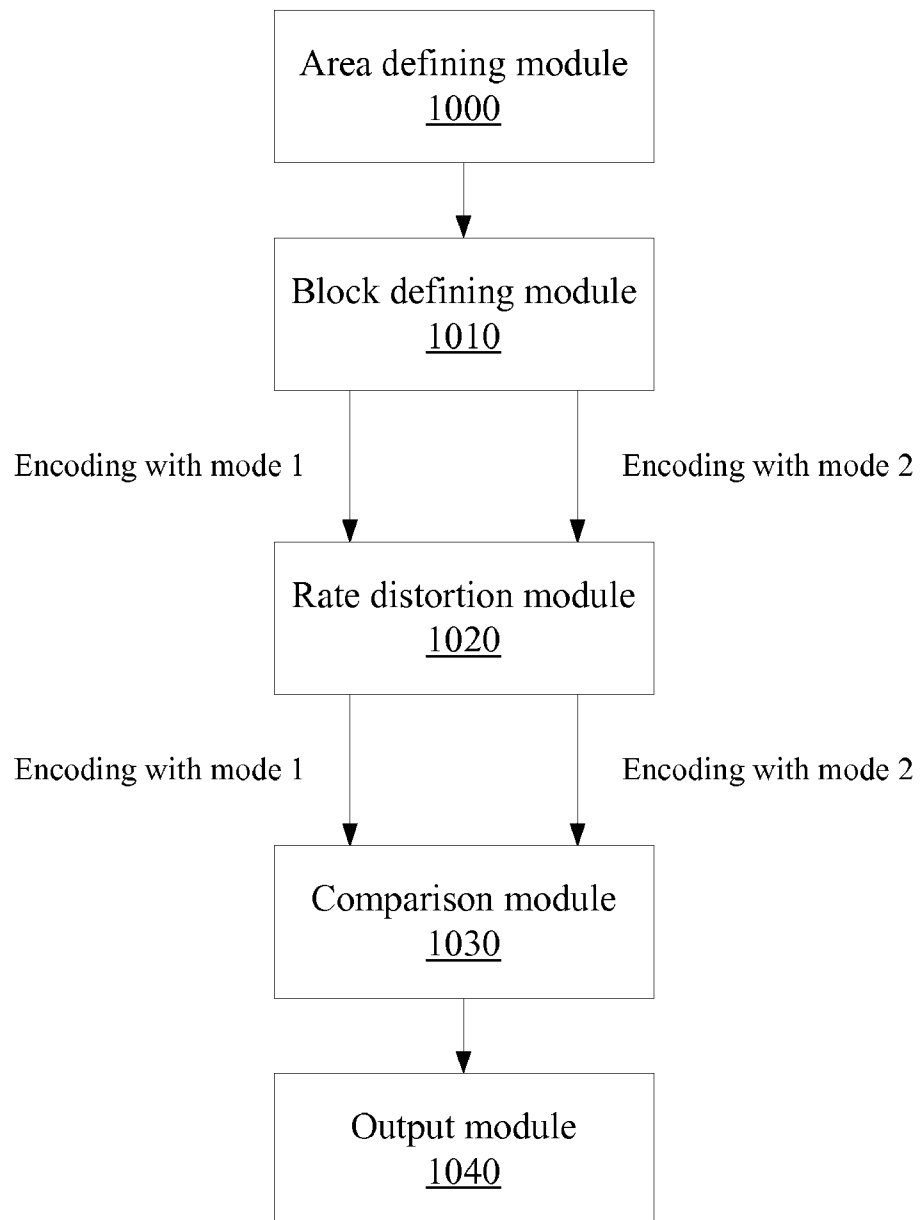 Area defining module
1000
Block defining module
1010
Encoding with mode 1
Encoding with mode 2
Rate distortion module
1020
Encoding with mode 1
Encoding with mode 2
Comparison module
1030
Output module
1040